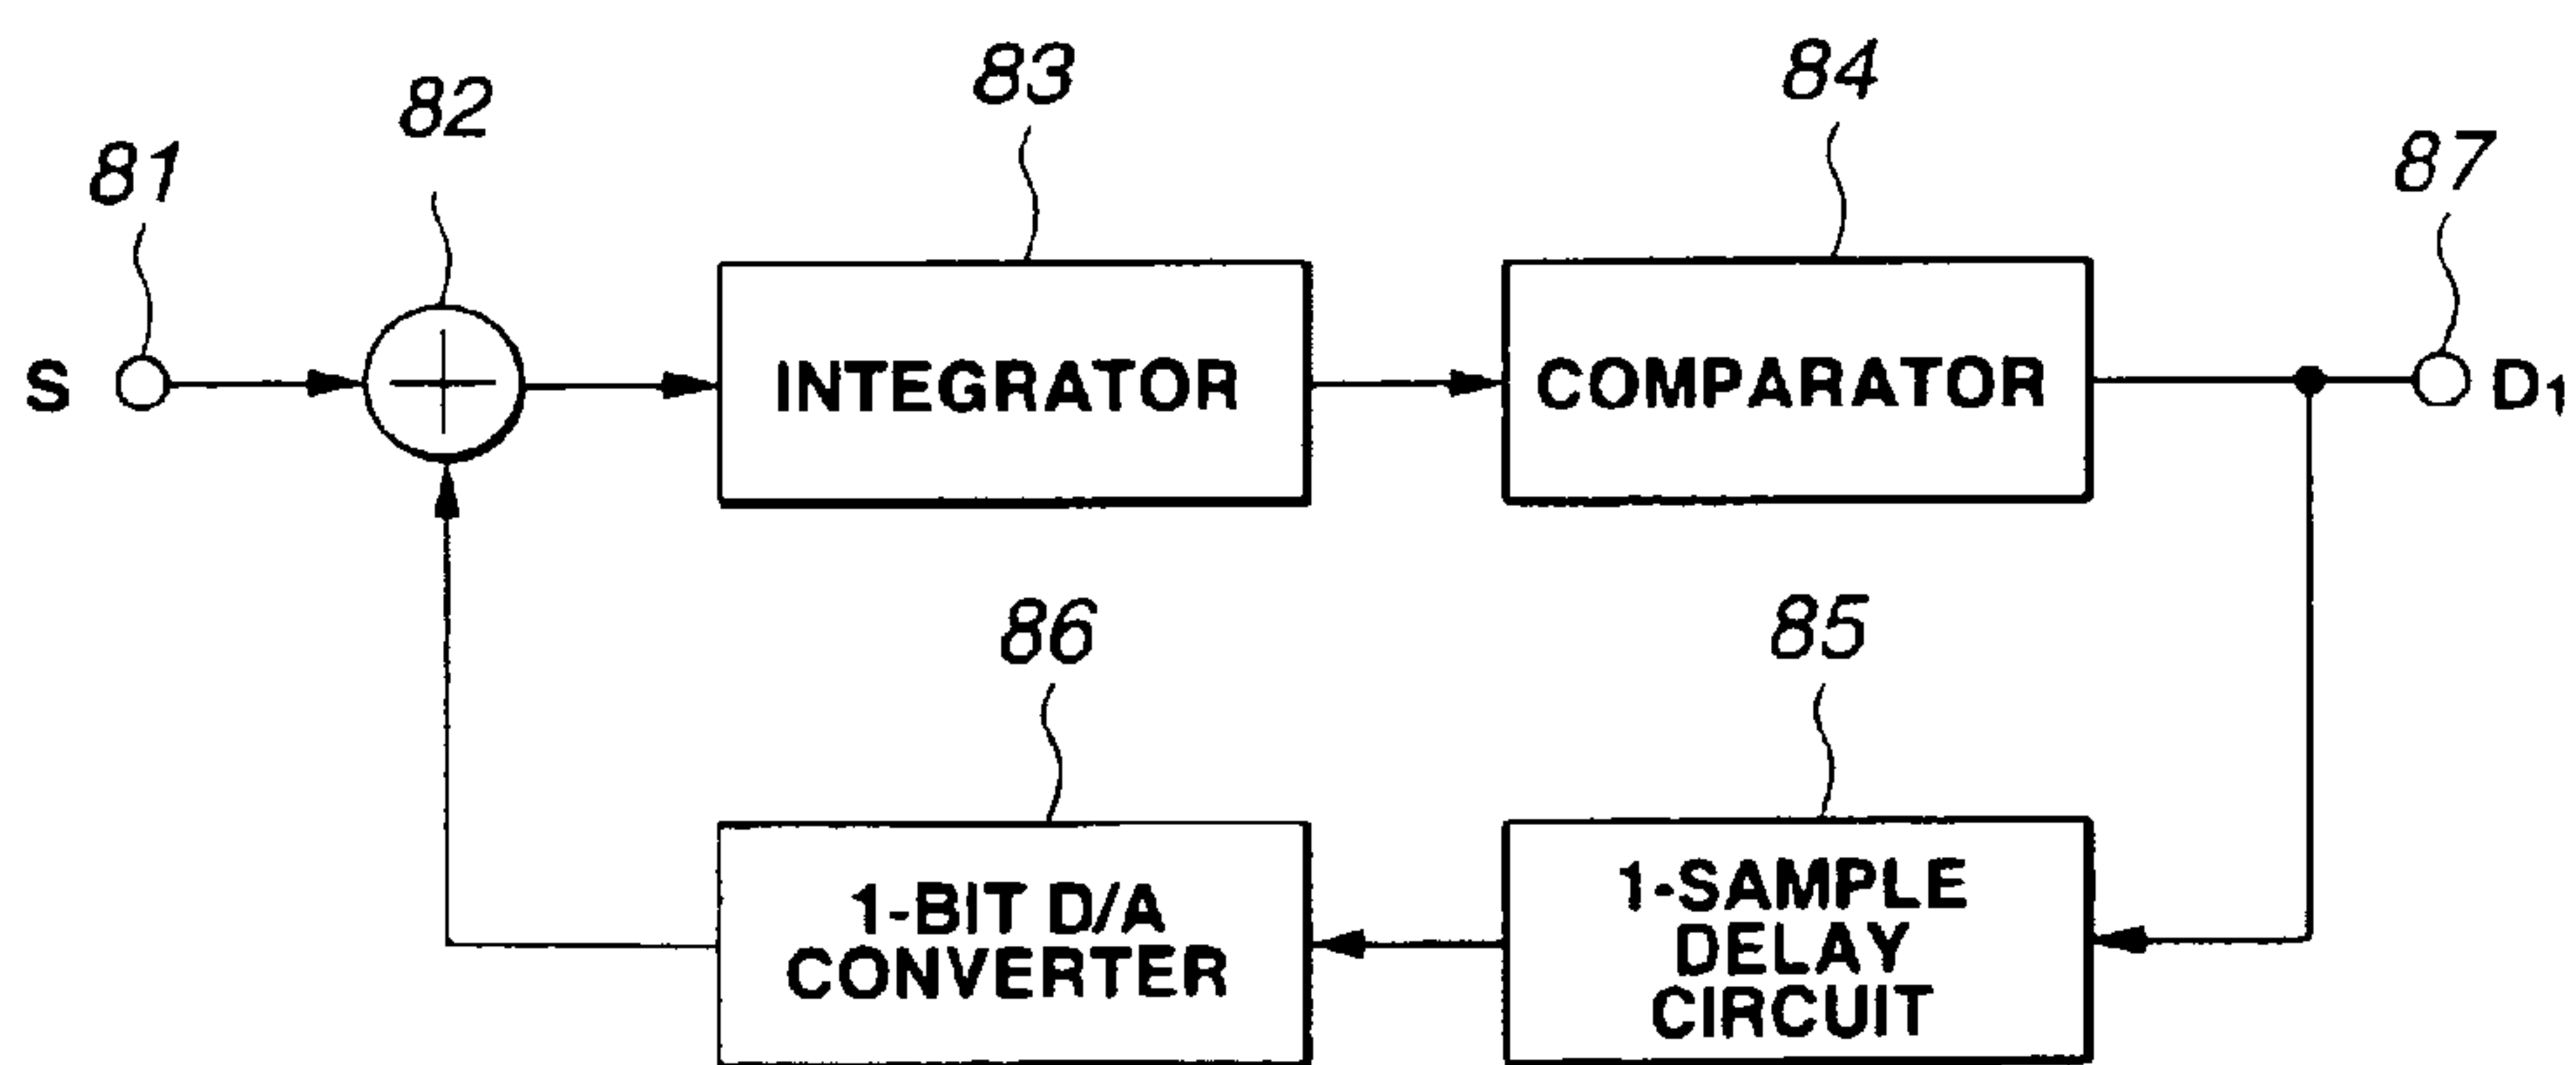 81
82
83
84
87
S
INTEGRATOR
COMPARATOR
D1
86
85
1-BIT D/A
CONVERTER
1-SAMPLE
DELAY
CIRCUIT